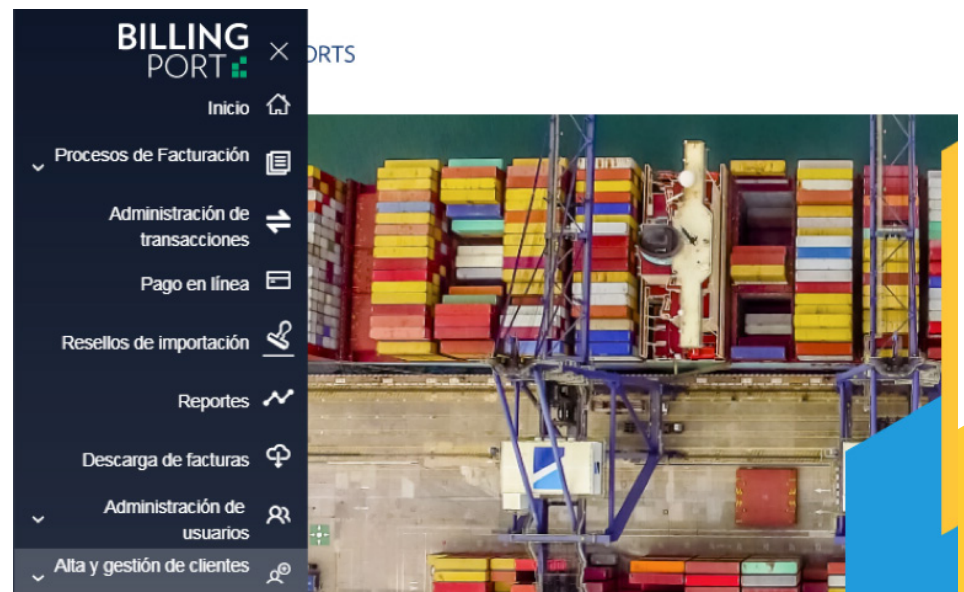 BILLING
PORT
ORTS
Inicio
Procesos de Facturación
Administración de
transacciones
Pago en línea
Resellos de importación
Reportes
Descarga de facturas
Administración de
usuarios
Alta y gestión de clientes